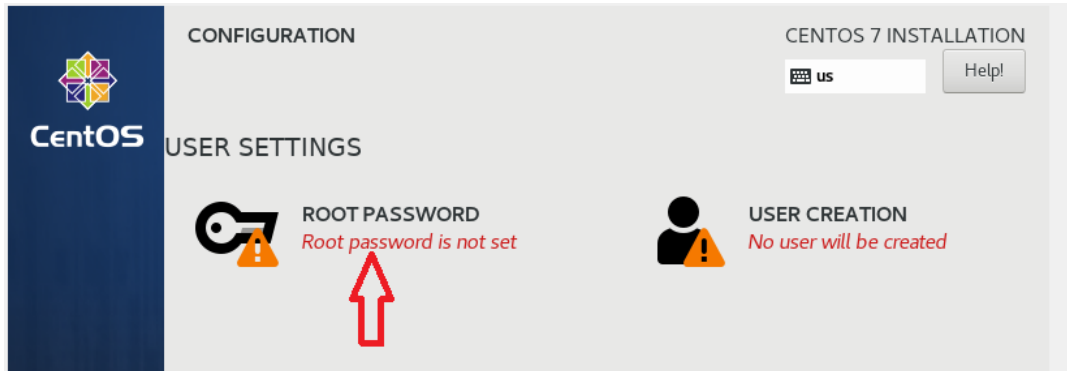 CONFIGURATION
CENTOS 7 INSTALLATION
us
Help!
CentOS
USER SETTINGS
ROOT PASSWORD
Root password is not set
USER CREATION
No user will be created